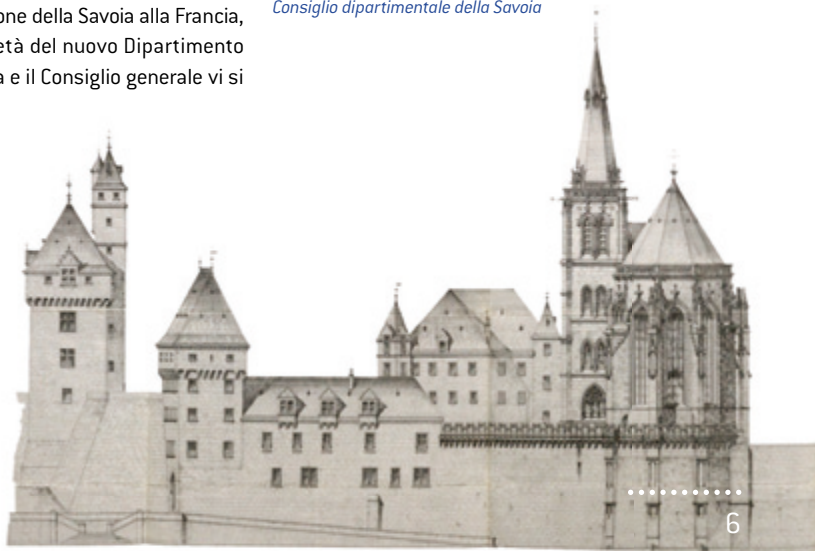 one della Savoia alla Francia,
età del nuovo Dipartimento
a e il Consiglio generale vi si
Consiglio dipartimentale della Savoia
6